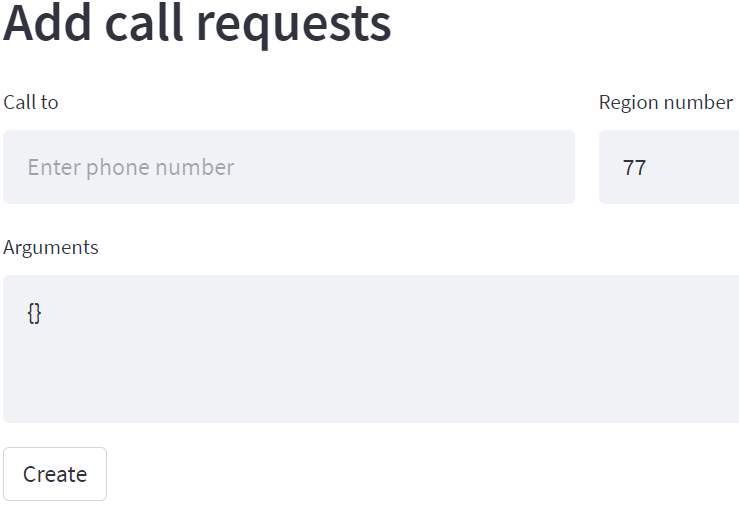 Add call requests
Call to
Region number
Enter phone number
77
Arguments
{}
Create